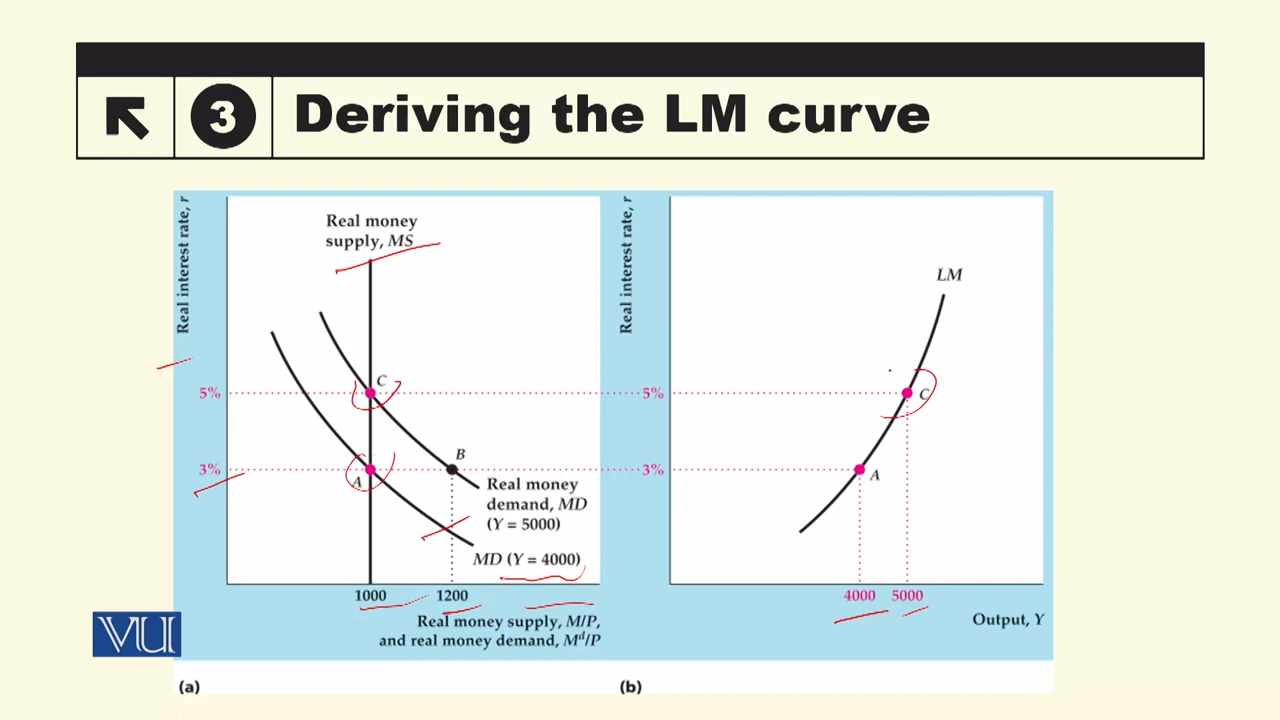 3
Deriving the LM curve
Real interest rate, r
Real money
supply, MS
C
5%
3%
A
B
Real money
demand, MD
(Y = 5000)
MD (Y = 4000)
1000
1200
Real money supply, M/P,
and real money demand, Mᵈ/P
(a)
Real interest rate, r
LM
5%
C
3%
A
4000
5000
Output, Y
(b)
VU